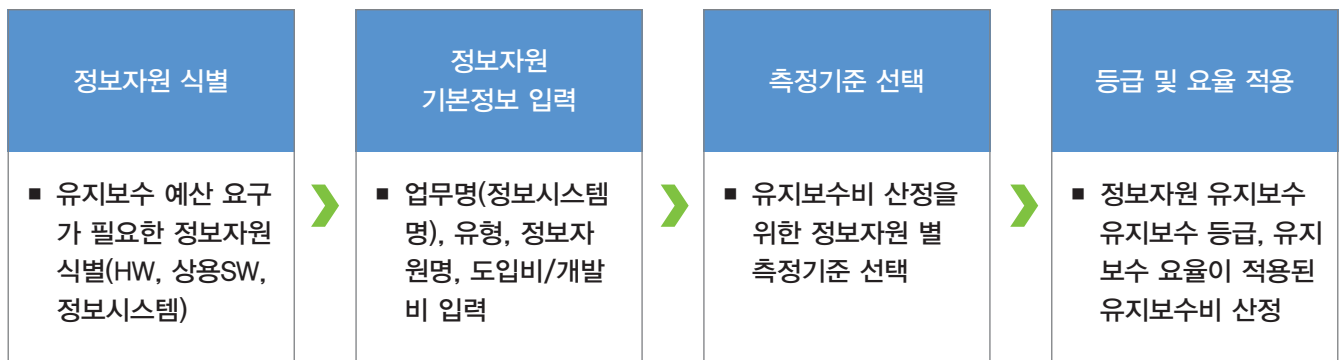 정보자원 식별
■ 유지보수 예산 요구
가 필요한 정보자원
식별(HW, 상용SW,
정보시스템)
정보자원
기본정보 입력
■ 업무명(정보시스템
명), 유형, 정보자
원명, 도입비/개발
비 입력
측정기준 선택
■ 유지보수비 산정을
위한 정보자원 별
측정기준 선택
등급 및 요율 적용
■ 정보자원 유지보수
유지보수 등급, 유지
보수 요율이 적용된
유지보수비 산정